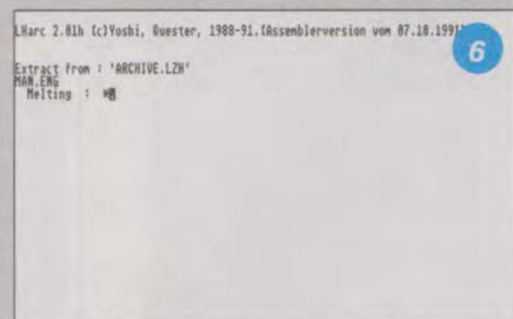 LHarc 2.01h (c)Yoshi, Quester, 1988-91.(Assemblerversion vom 07.10.1991)
6
Extract from : 'ARCHIVE.LZH'
MAN.ENG
Melting :